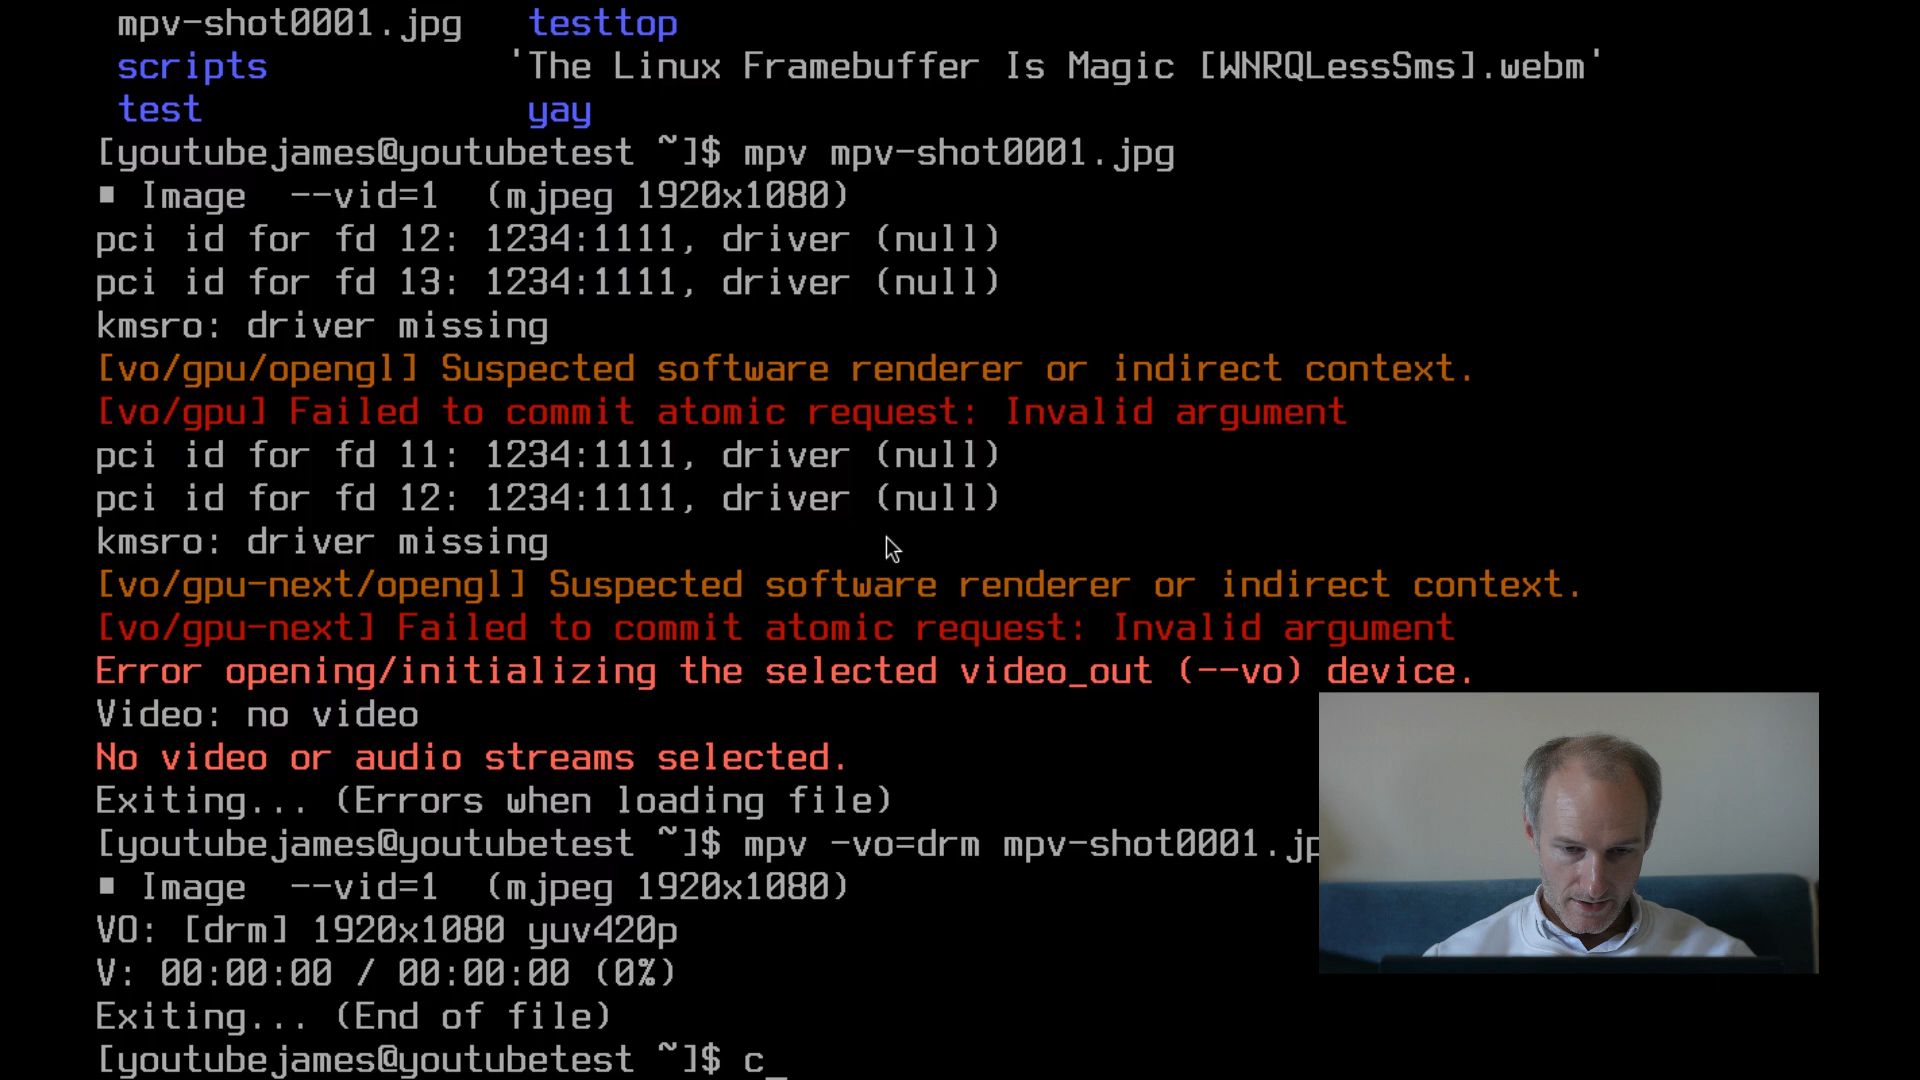 mpv-shot0001.jpg testtop
scripts 'The Linux Framebuffer Is Magic [WNRQLessSms].webm'
test yay
[youtubejames@youtubetest ~]$ mpv mpv-shot0001.jpg
▪ Image --vid=1 (mjpeg 1920x1080)
pci id for fd 12: 1234:1111, driver (null)
pci id for fd 13: 1234:1111, driver (null)
kmsro: driver missing
[vo/gpu/opengl] Suspected software renderer or indirect context.
[vo/gpu] Failed to commit atomic request: Invalid argument
pci id for fd 11: 1234:1111, driver (null)
pci id for fd 12: 1234:1111, driver (null)
kmsro: driver missing
[vo/gpu-next/opengl] Suspected software renderer or indirect context.
[vo/gpu-next] Failed to commit atomic request: Invalid argument
Error opening/initializing the selected video_out (--vo) device.
Video: no video
No video or audio streams selected.
Exiting... (Errors when loading file)
[youtubejames@youtubetest ~]$ mpv -vo=drm mpv-shot0001.jp
▪ Image --vid=1 (mjpeg 1920x1080)
VO: [drm] 1920x1080 yuv420p
V: 00:00:00 / 00:00:00 (0%)
Exiting... (End of file)
[youtubejames@youtubetest ~]$ c_